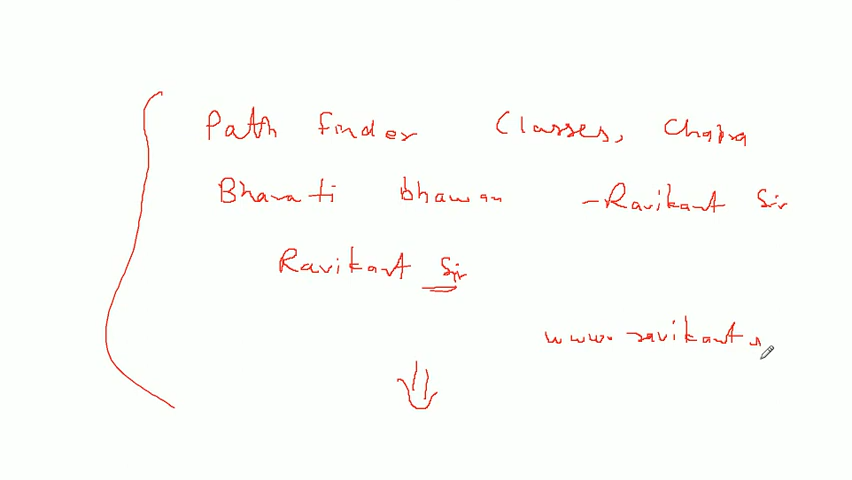 Path finder Classes, Chapra
Bharati bhawan - Ravikant Sir
Ravikant Sir
www.ravikant